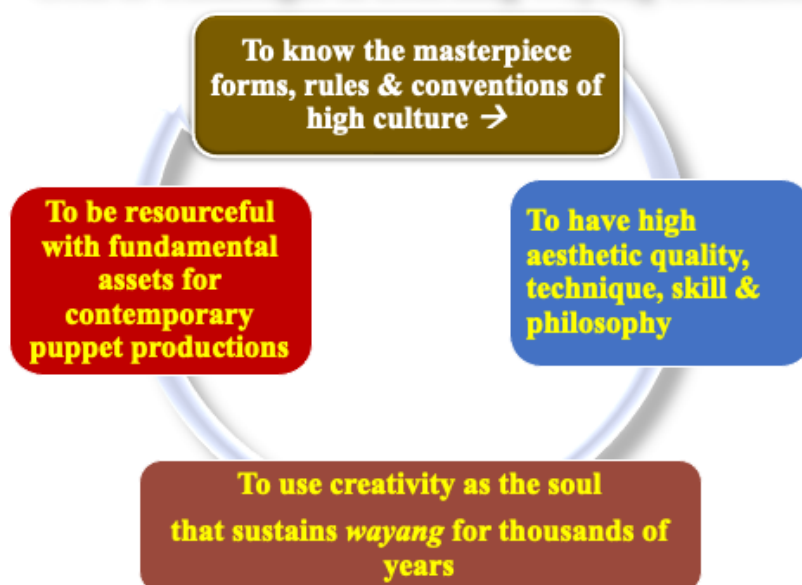 To know the masterpiece
forms, rules & conventions of
high culture →
To have high
aesthetic quality,
technique, skill &
philosophy
To use creativity as the soul
that sustains wayang for thousands of
years
To be resourceful
with fundamental
assets for
contemporary
puppet productions